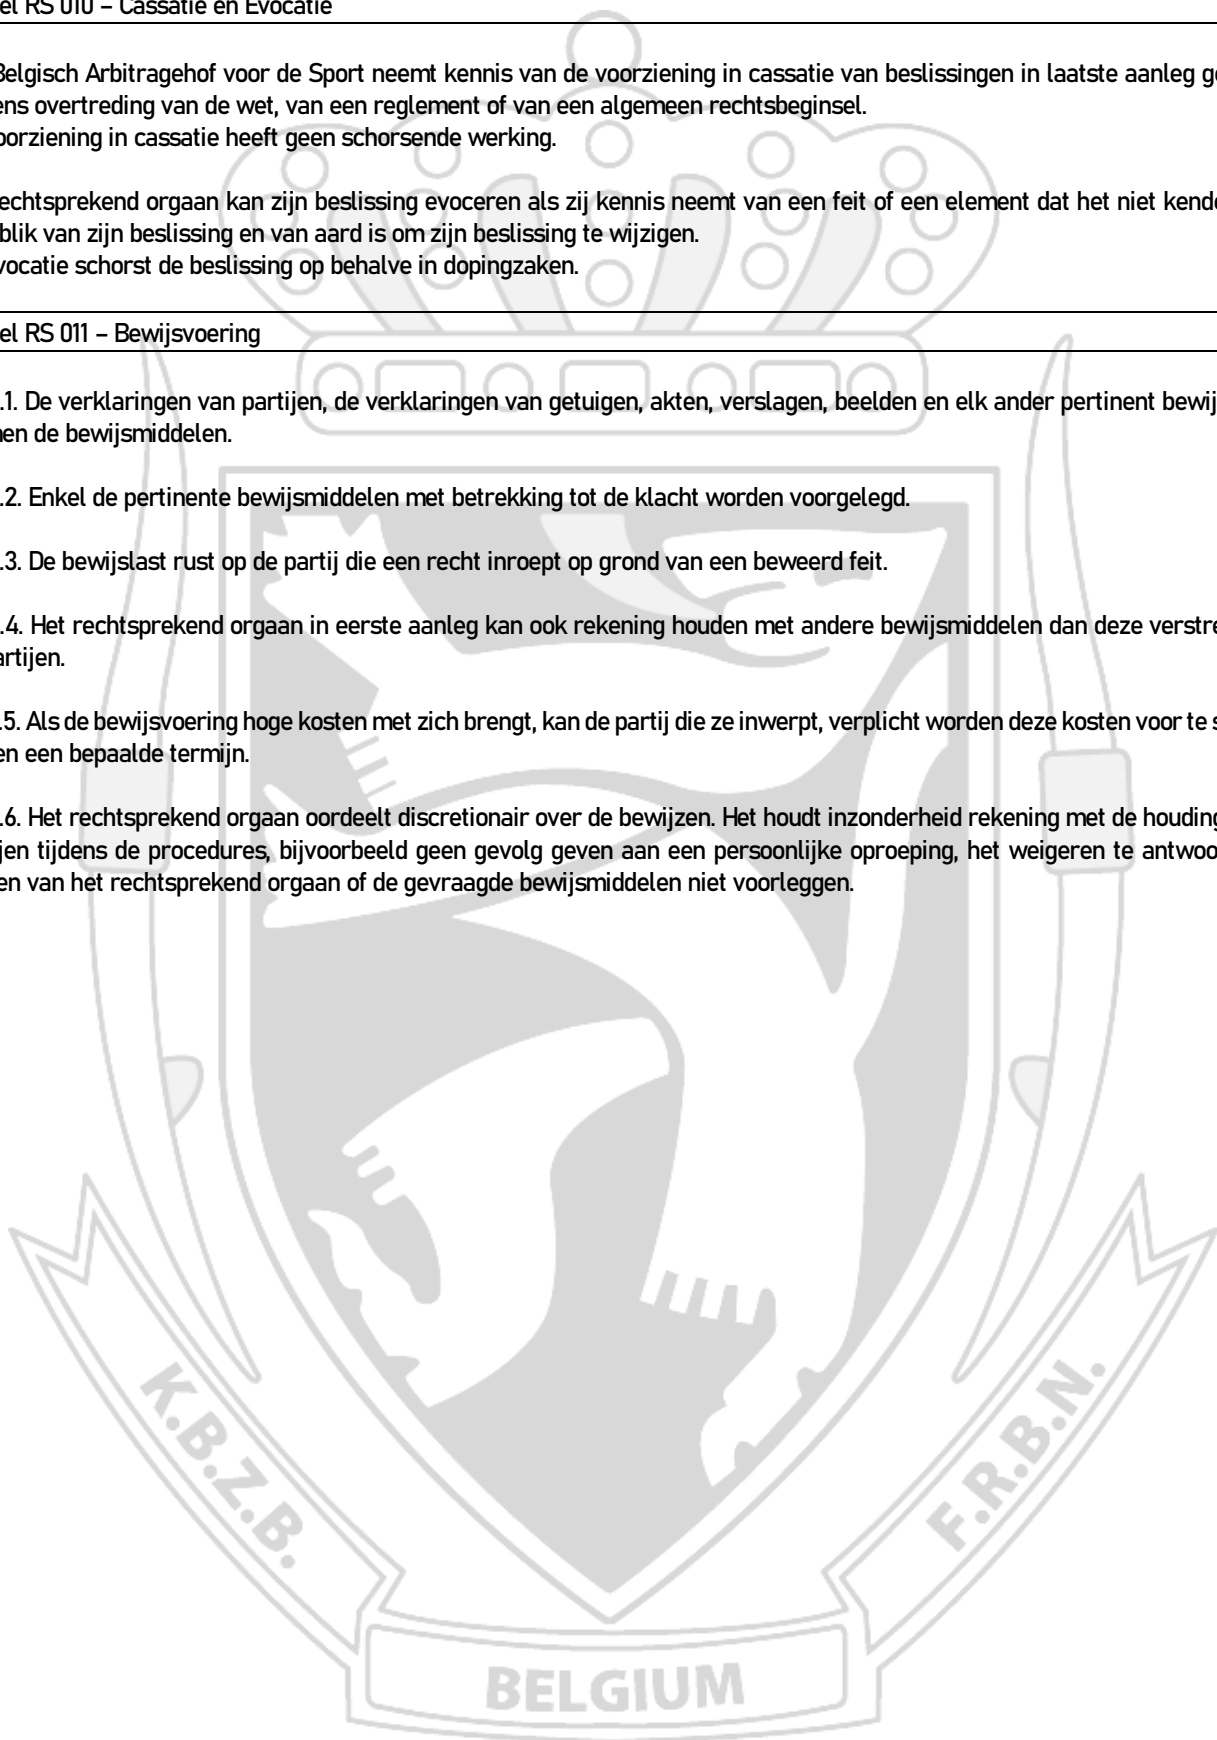 el RS 010 – Cassatie en Evocatie
Belgisch Arbitragehof voor de Sport neemt kennis van de voorziening in cassatie van beslissingen in laatste aanleg ge
ens overtreding van de wet, van een reglement of van een algemeen rechtsbeginsel.
oorziening in cassatie heeft geen schorsende werking.
echtsprekend orgaan kan zijn beslissing evoceren als zij kennis neemt van een feit of een element dat het niet kende
blik van zijn beslissing en van aard is om zijn beslissing te wijzigen.
vocatie schorst de beslissing op behalve in dopingzaken.
el RS 011 – Bewijsvoering
.1. De verklaringen van partijen, de verklaringen van getuigen, akten, verslagen, beelden en elk ander pertinent bewij
nen de bewijsmiddelen.
.2. Enkel de pertinente bewijsmiddelen met betrekking tot de klacht worden voorgelegd.
.3. De bewijslast rust op de partij die een recht inroept op grond van een beweerd feit.
.4. Het rechtsprekend orgaan in eerste aanleg kan ook rekening houden met andere bewijsmiddelen dan deze verstre
artijen.
.5. Als de bewijsvoering hoge kosten met zich brengt, kan de partij die ze inwerpt, verplicht worden deze kosten voor te s
en een bepaalde termijn.
.6. Het rechtsprekend orgaan oordeelt discretionair over de bewijzen. Het houdt inzonderheid rekening met de houding
ijen tijdens de procedures, bijvoorbeeld geen gevolg geven aan een persoonlijke oproeping, het weigeren te antwoo
en van het rechtsprekend orgaan of de gevraagde bewijsmiddelen niet voorleggen.
K.B.Z.B.
F.R.B.N.
BELGIUM